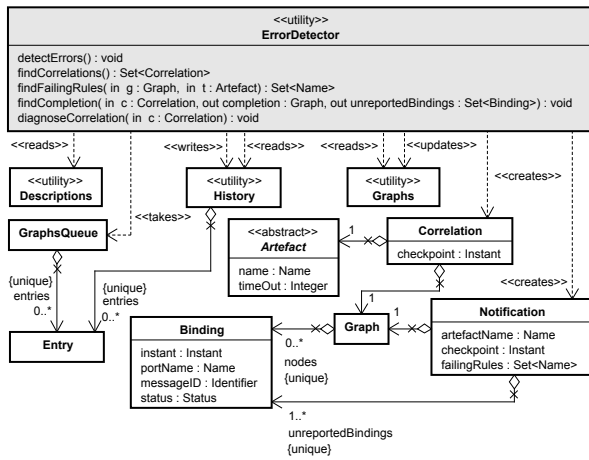 <<utility>>
ErrorDetector
detectErrors() : void
findCorrelations() : Set<Correlation>
findFailingRules( in g : Graph, in t : Artefact) : Set<Name>
findCompletion( in c : Correlation, out completion : Graph, out unreportedBindings : Set<Binding>) : void
diagnoseCorrelation( in c : Correlation) : void
<<reads>>
<<writes>>
<<reads>>
<<reads>>
<<updates>>
<<creates>>
<<utility>>
Descriptions
<<utility>>
History
<<utility>>
Graphs
<<takes>>
GraphsQueue
<<abstract>>
Artefact
name : Name
timeOut : Integer
1
Correlation
checkpoint : Instant
<<creates>>
{unique}
entries
0..*
{unique}
entries
0..*
1
Entry
Binding
instant : Instant
portName : Name
messageID : Identifier
status : Status
0..*
nodes
{unique}
Graph
1
Notification
artefactName : Name
checkpoint : Instant
failingRules : Set<Name>
1..*
unreportedBindings
{unique}